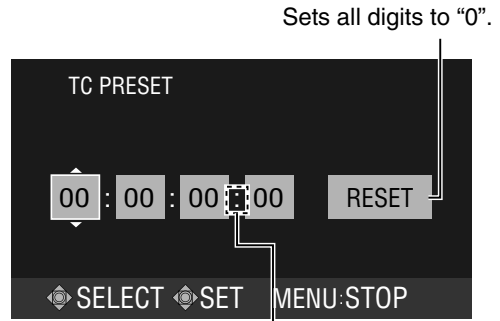 Sets all digits to “0”.
TC PRESET
00 : 00 : 00 : 00 RESET
SELECT SET MENU:STOP